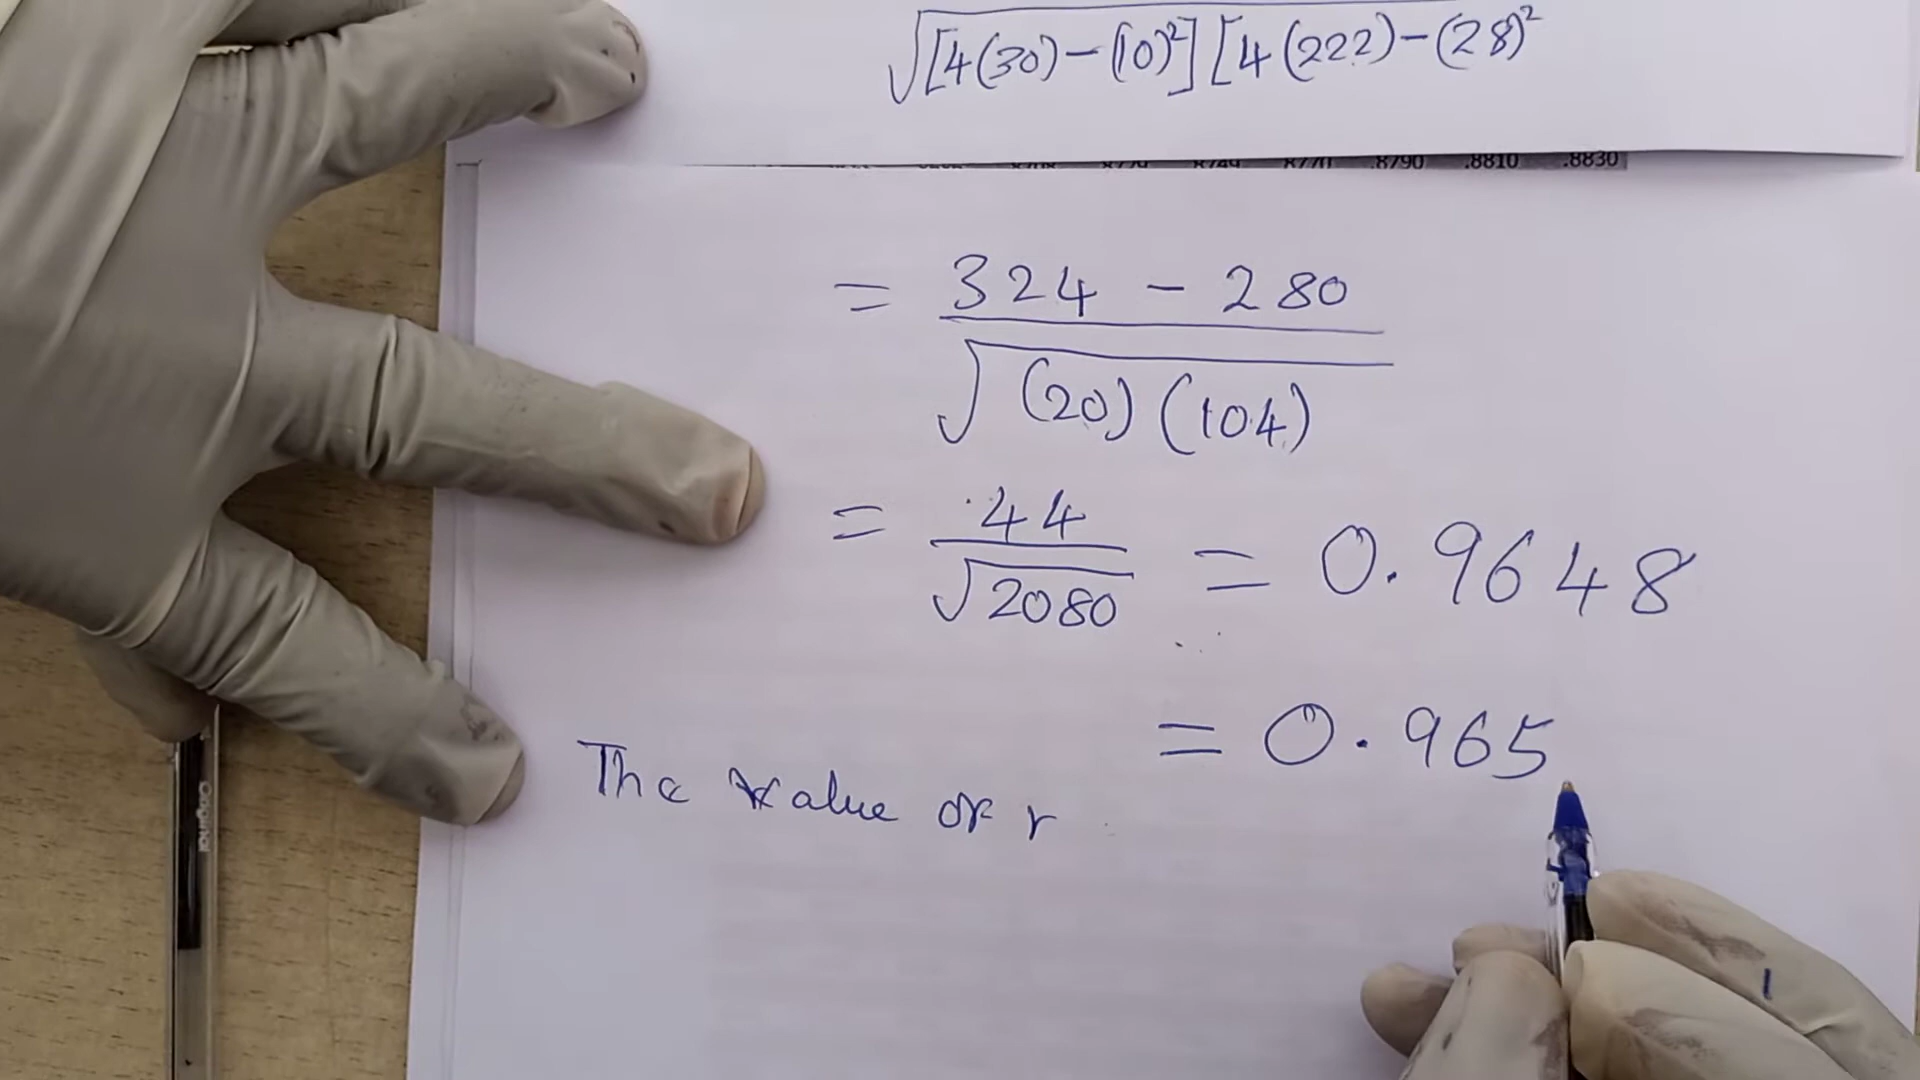 √[4(30)-(10)²][4(222)-(28)²
.8790 .8810 .8830
= 324 - 280
√(20)(104)
= 44 / √2080 = 0.9648
= 0.965
The value of r
Original